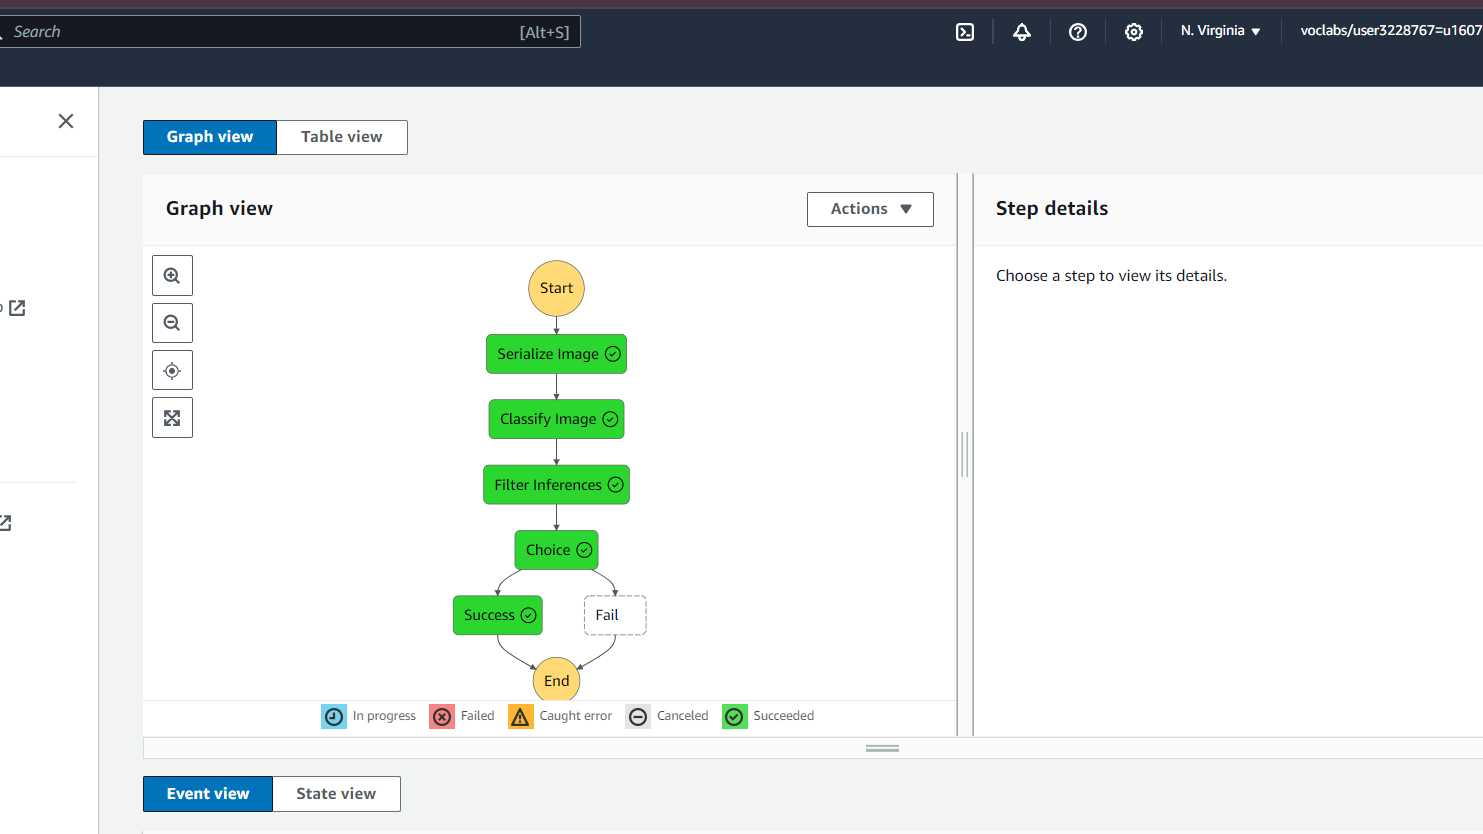 Search [Alt+S]
N. Virginia ▼
voclabs/user3228767=u1607
Graph view
Table view
Graph view
Actions ▼
Step details
Choose a step to view its details.
Start
Serialize Image
Classify Image
Filter Inferences
Choice
Success
Fail
End
In progress
Failed
Caught error
Canceled
Succeeded
Event view
State view